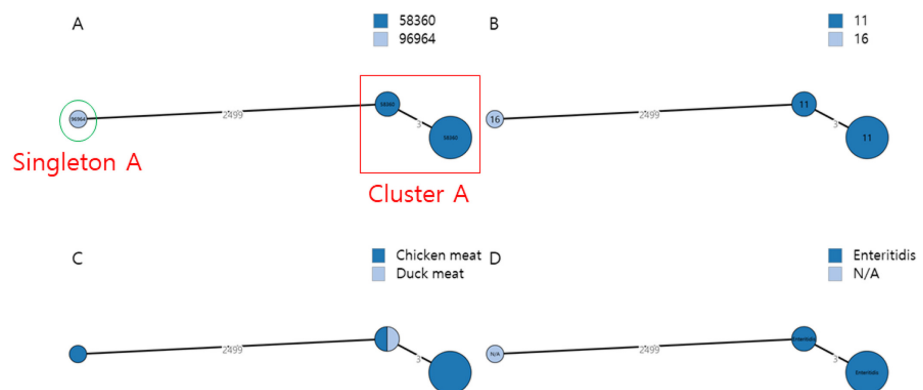 A
58360
96964
96964
2499
58360
3
58360
Singleton A
Cluster A
B
11
16
16
2499
11
3
11
C
Chicken meat
Duck meat
2499
3
D
Enteritidis
N/A
N/A
2499
Enteritidis
3
Enteritidis